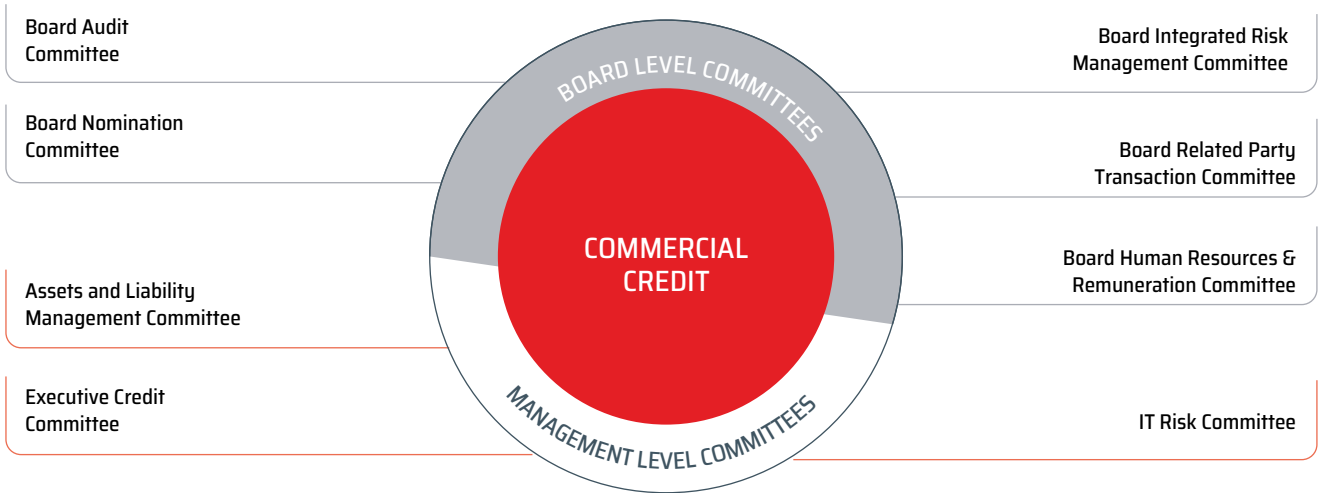 Board Audit
Committee
Board Nomination
Committee
Assets and Liability
Management Committee
Executive Credit
Committee
BOARD LEVEL COMMITTEES
COMMERCIAL
CREDIT
MANAGEMENT LEVEL COMMITTEES
Board Integrated Risk
Management Committee
Board Related Party
Transaction Committee
Board Human Resources &
Remuneration Committee
IT Risk Committee